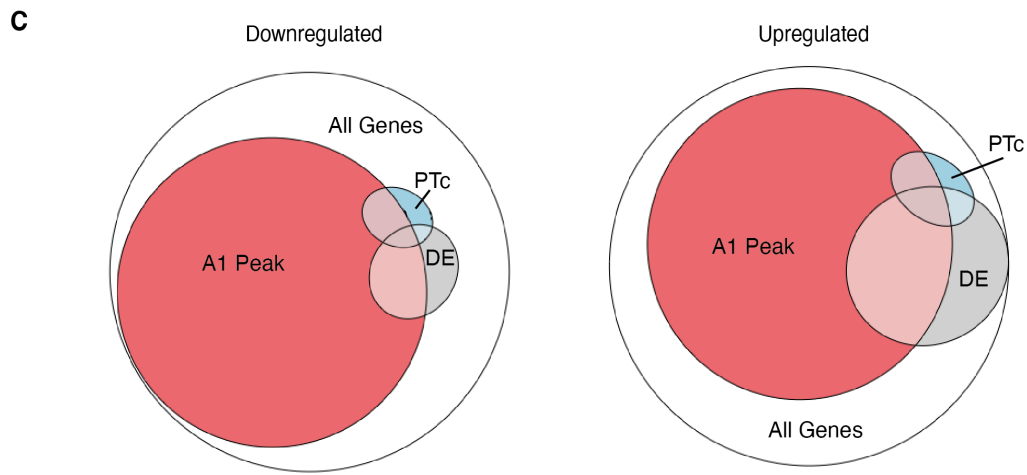 C
Downregulated
All Genes
PTc
A1 Peak
DE
Upregulated
PTc
A1 Peak
DE
All Genes